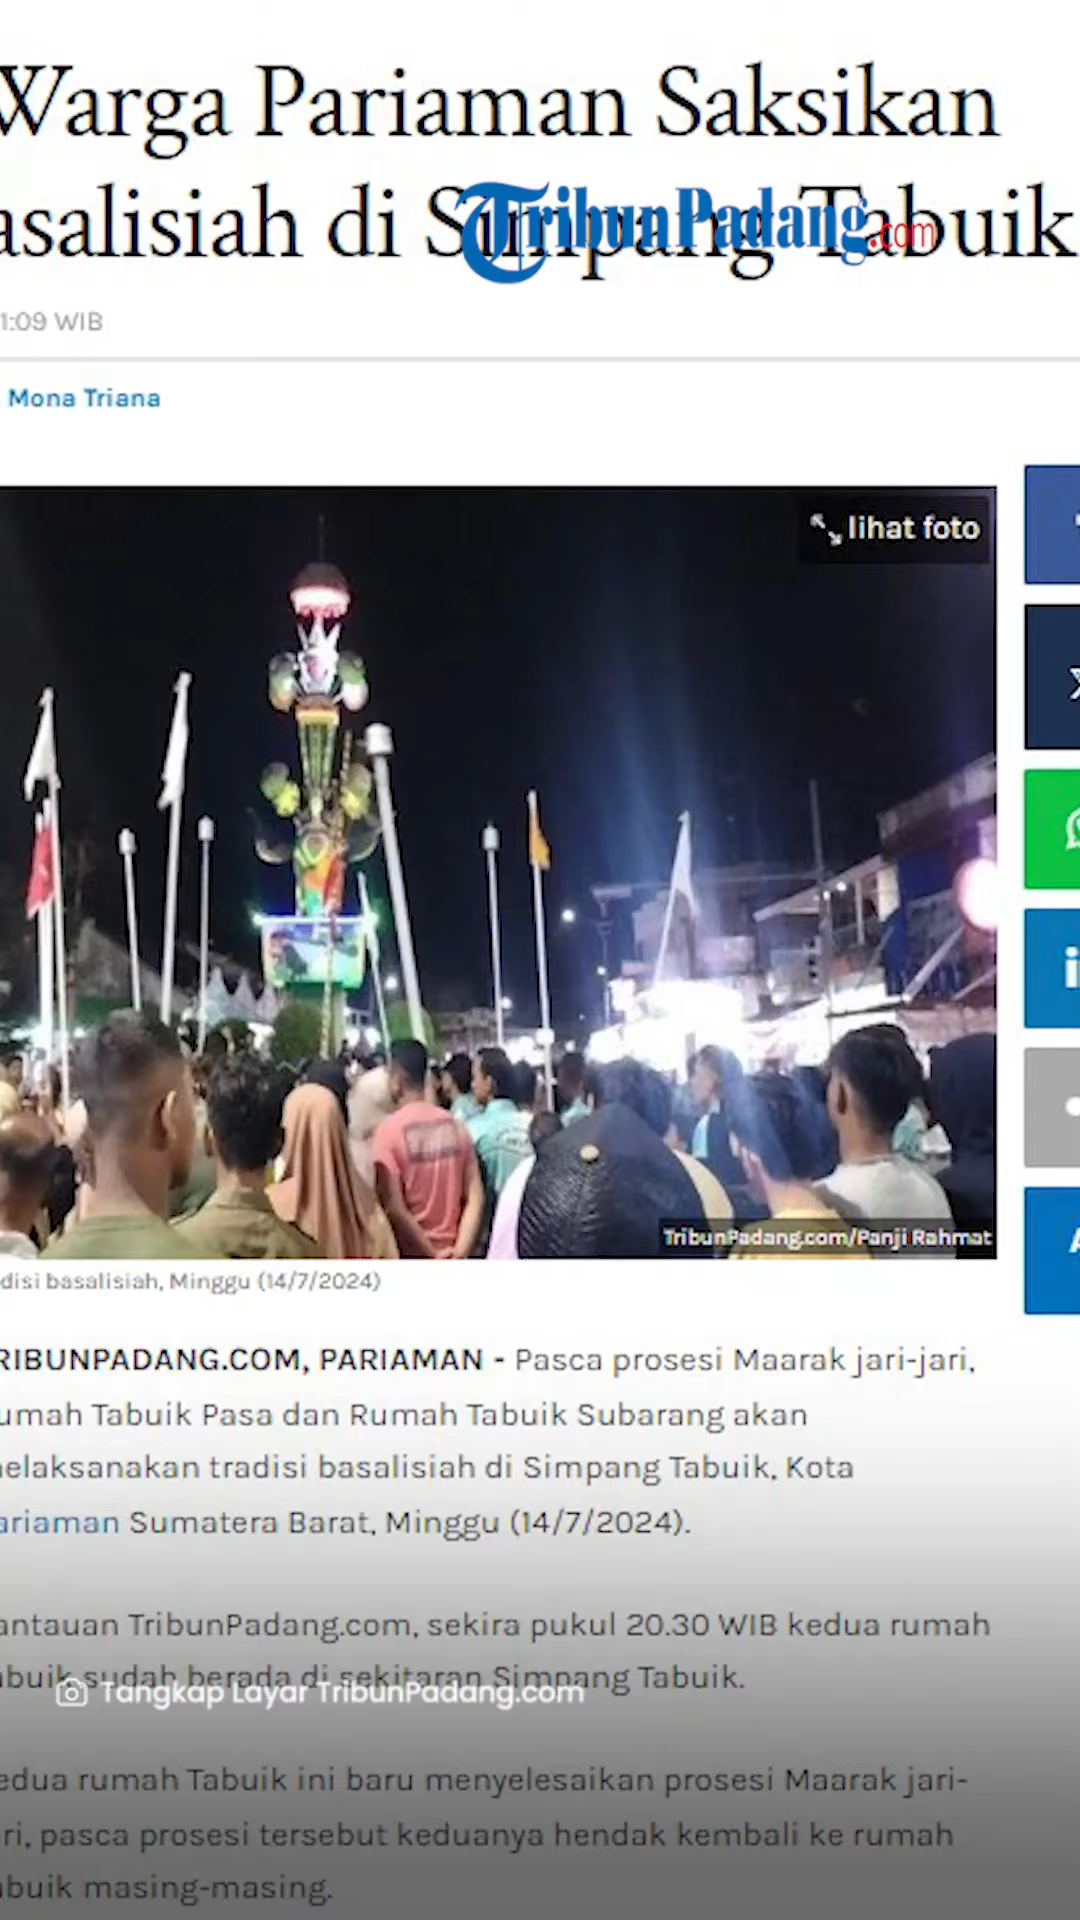 Warga Pariaman Saksikan
asalisiah di Simpang Tabuik
TribunPadang.com
1:09 WIB
Mona Triana
lihat foto
TribunPadang.com/Panji Rahmat
disi basalisiah, Minggu (14/7/2024)
RIBUNPADANG.COM, PARIAMAN - Pasca prosesi Maarak jari-jari,
umah Tabuik Pasa dan Rumah Tabuik Subarang akan
elaksanakan tradisi basalisiah di Simpang Tabuik, Kota
ariaman Sumatera Barat, Minggu (14/7/2024).
antauan TribunPadang.com, sekira pukul 20.30 WIB kedua rumah
abuik sudah berada di sekitaran Simpang Tabuik.
Tangkap Layar TribunPadang.com
edua rumah Tabuik ini baru menyelesaikan prosesi Maarak jari-
ri, pasca prosesi tersebut keduanya hendak kembali ke rumah
abuik masing-masing.